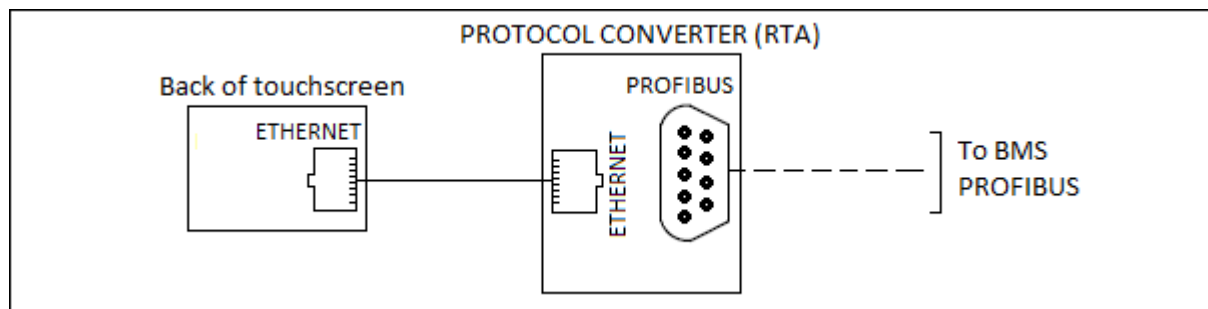 PROTOCOL CONVERTER (RTA)
Back of touchscreen
ETHERNET
PROFIBUS
ETHERNET
To BMS
PROFIBUS